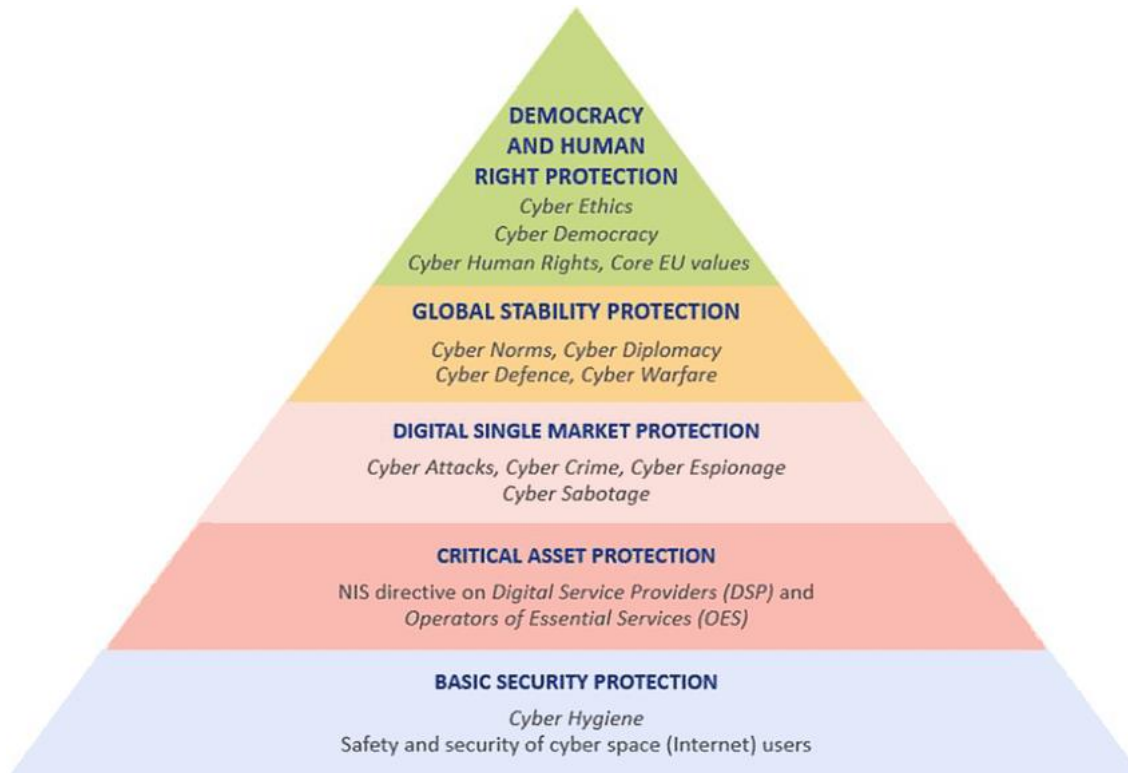 DEMOCRACY
AND HUMAN
RIGHT PROTECTION
Cyber Ethics
Cyber Democracy
Cyber Human Rights, Core EU values
GLOBAL STABILITY PROTECTION
Cyber Norms, Cyber Diplomacy
Cyber Defence, Cyber Warfare
DIGITAL SINGLE MARKET PROTECTION
Cyber Attacks, Cyber Crime, Cyber Espionage
Cyber Sabotage
CRITICAL ASSET PROTECTION
NIS directive on Digital Service Providers (DSP) and
Operators of Essential Services (OES)
BASIC SECURITY PROTECTION
Cyber Hygiene
Safety and security of cyber space (Internet) users